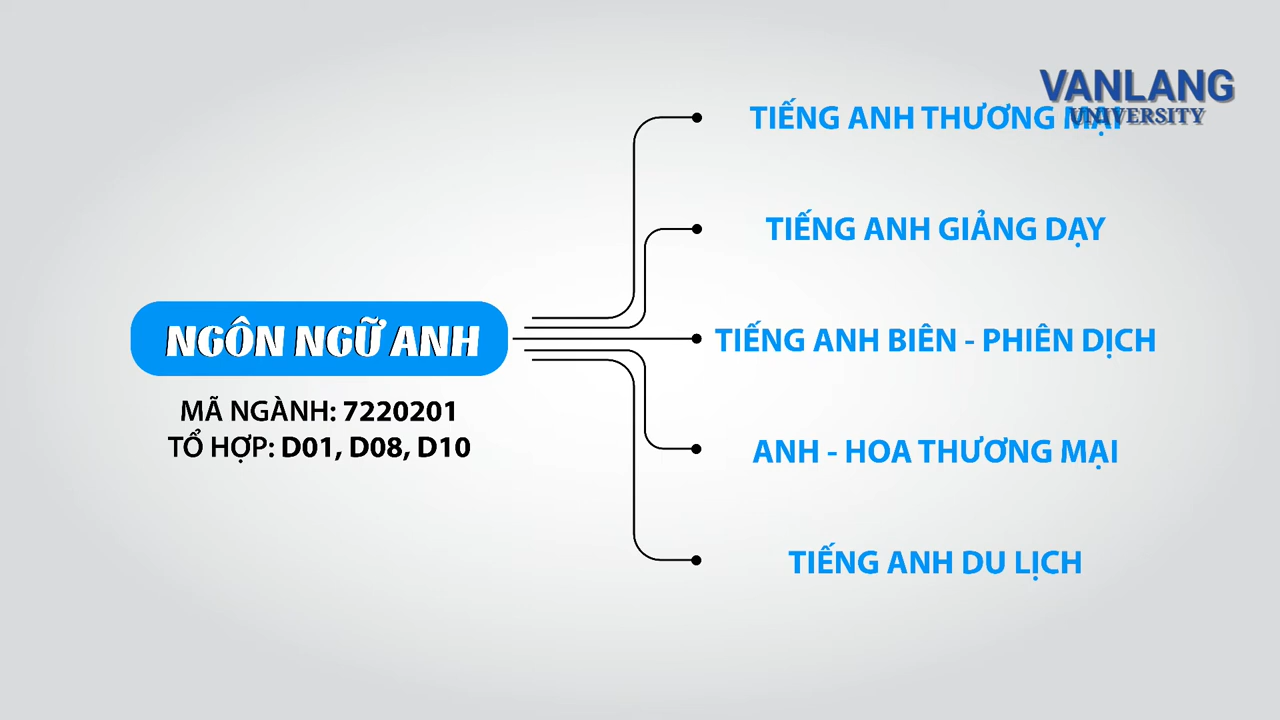 VANLANG
UNIVERSITY
TIẾNG ANH THƯƠNG MẠI
TIẾNG ANH GIẢNG DẠY
NGÔN NGỮ ANH
TIẾNG ANH BIÊN - PHIÊN DỊCH
MÃ NGÀNH: 7220201
TỔ HỢP: D01, D08, D10
ANH - HOA THƯƠNG MẠI
TIẾNG ANH DU LỊCH